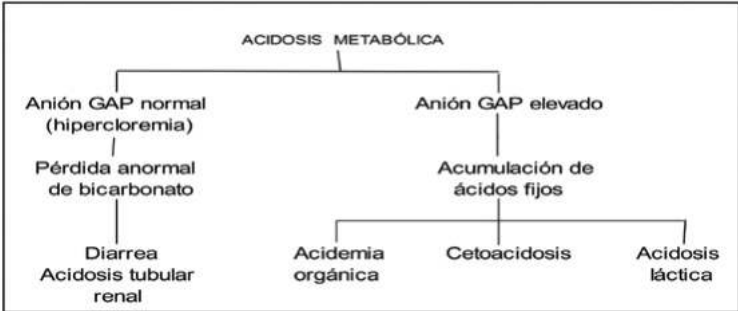 ACIDOSIS METABÓLICA
Anión GAP normal
(hipercloremia)
Anión GAP elevado
Pérdida anormal
de bicarbonato
Acumulación de
ácidos fijos
Diarrea
Acidosis tubular
renal
Acidemia
orgánica
Cetoacidosis
Acidosis
láctica